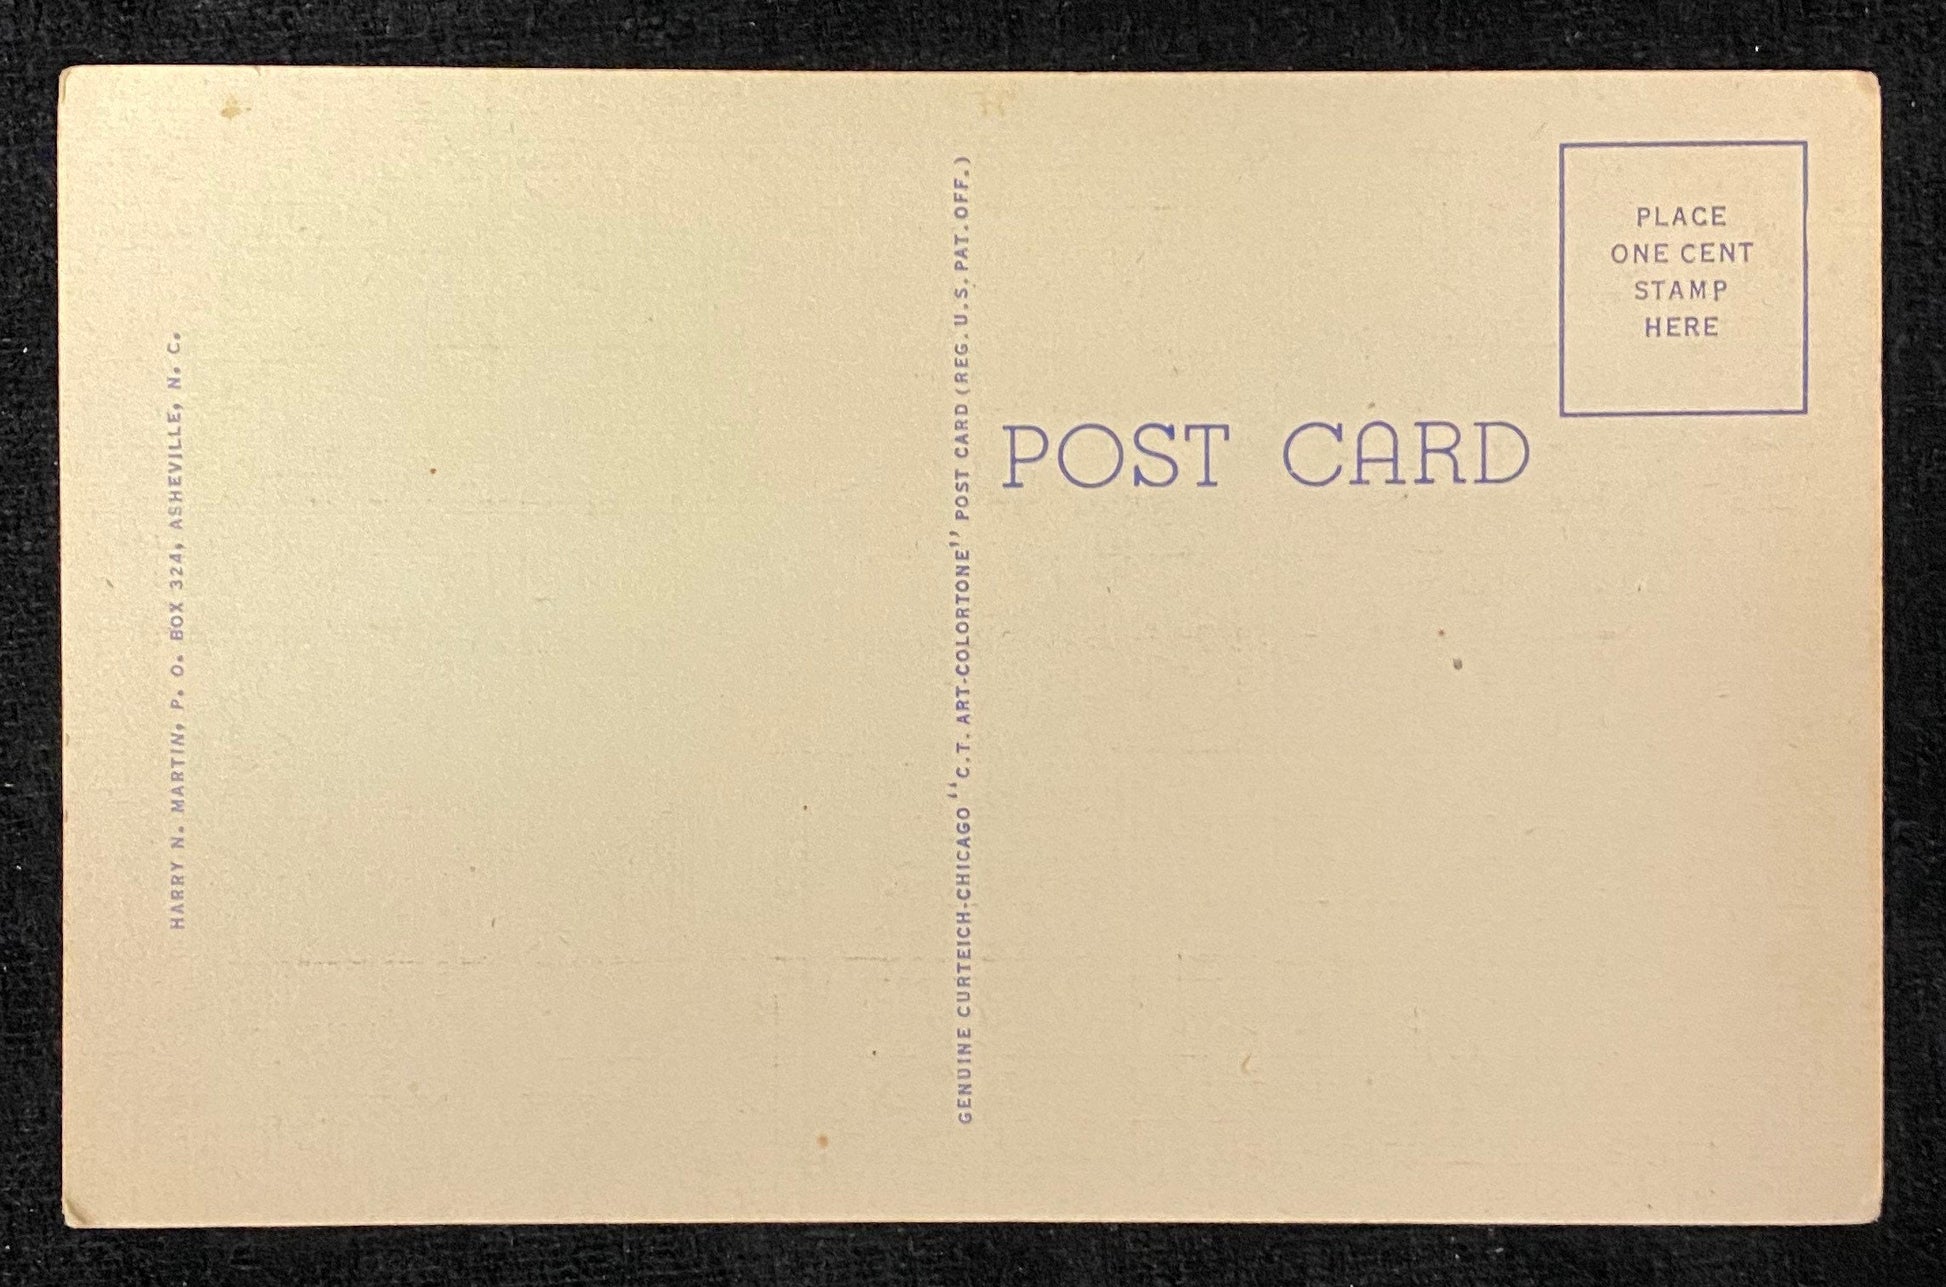 HARRY N. MARTIN, P. O. BOX 324, ASHEVILLE, N. C.
GENUINE CURTEICH-CHICAGO "C.T. ART-COLORTONE" POST CARD (REG. U.S. PAT. OFF.)
POST CARD
PLACE
ONE CENT
STAMP
HERE